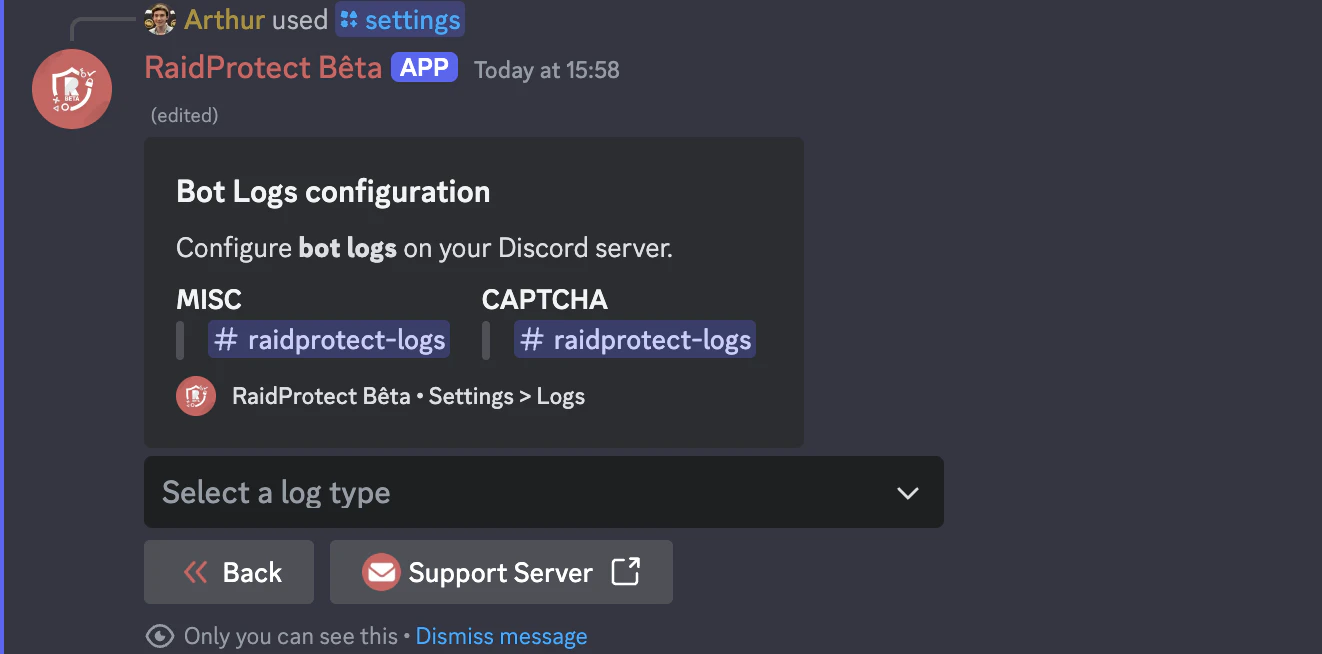 Arthur used settings
RaidProtect Bêta APP Today at 15:58
(edited)
Bot Logs configuration
Configure bot logs on your Discord server.
MISC CAPTCHA
# raidprotect-logs # raidprotect-logs
RaidProtect Bêta • Settings > Logs
Select a log type
Back Support Server
Only you can see this • Dismiss message